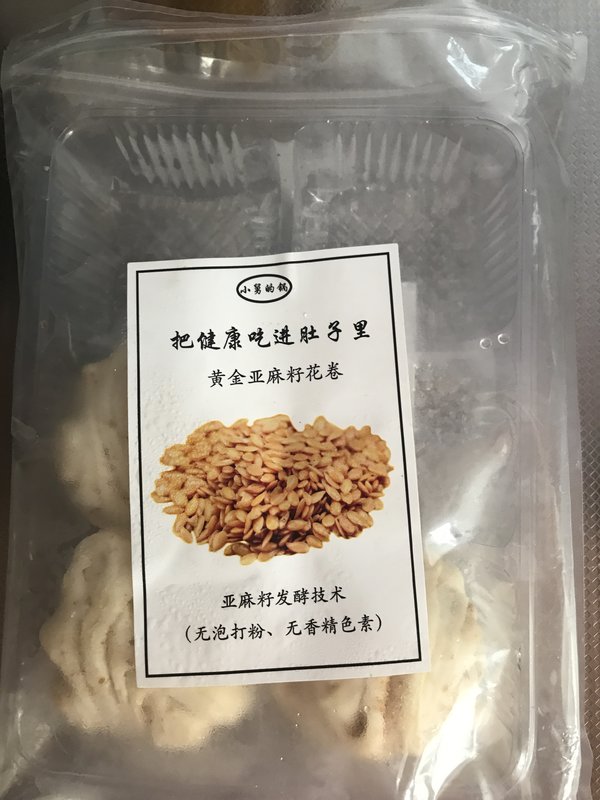 小舅的锅
把健康吃进肚子里
黄金亚麻籽花卷
亚麻籽发酵技术
（无泡打粉、无香精色素）